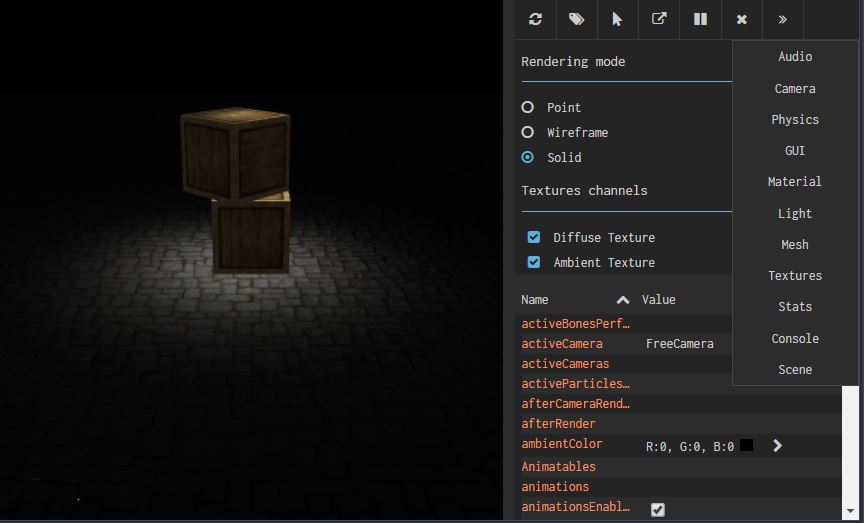 Rendering mode
Point
Wireframe
Solid
Textures channels
Diffuse Texture
Ambient Texture
Name Value
activeBonesPerf…
activeCamera FreeCamera
activeCameras
activeParticles…
afterCameraRend…
afterRender
ambientColor R:0, G:0, B:0
Animatables
animations
animationsEnabl…
Audio
Camera
Physics
GUI
Material
Light
Mesh
Textures
Stats
Console
Scene